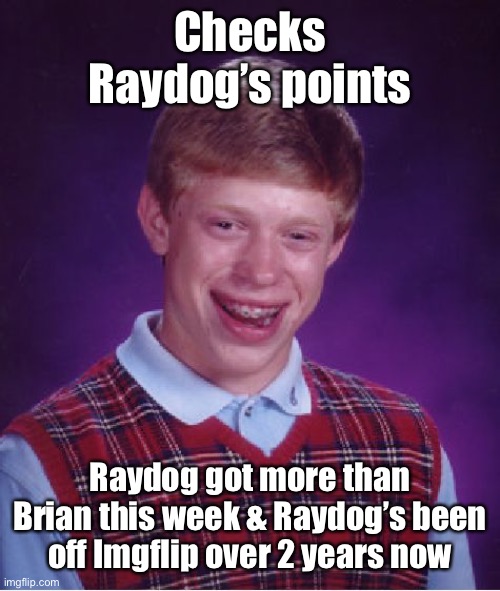 Checks
Raydog’s points
Raydog got more than
Brian this week & Raydog’s been
off Imgflip over 2 years now
imgflip.com